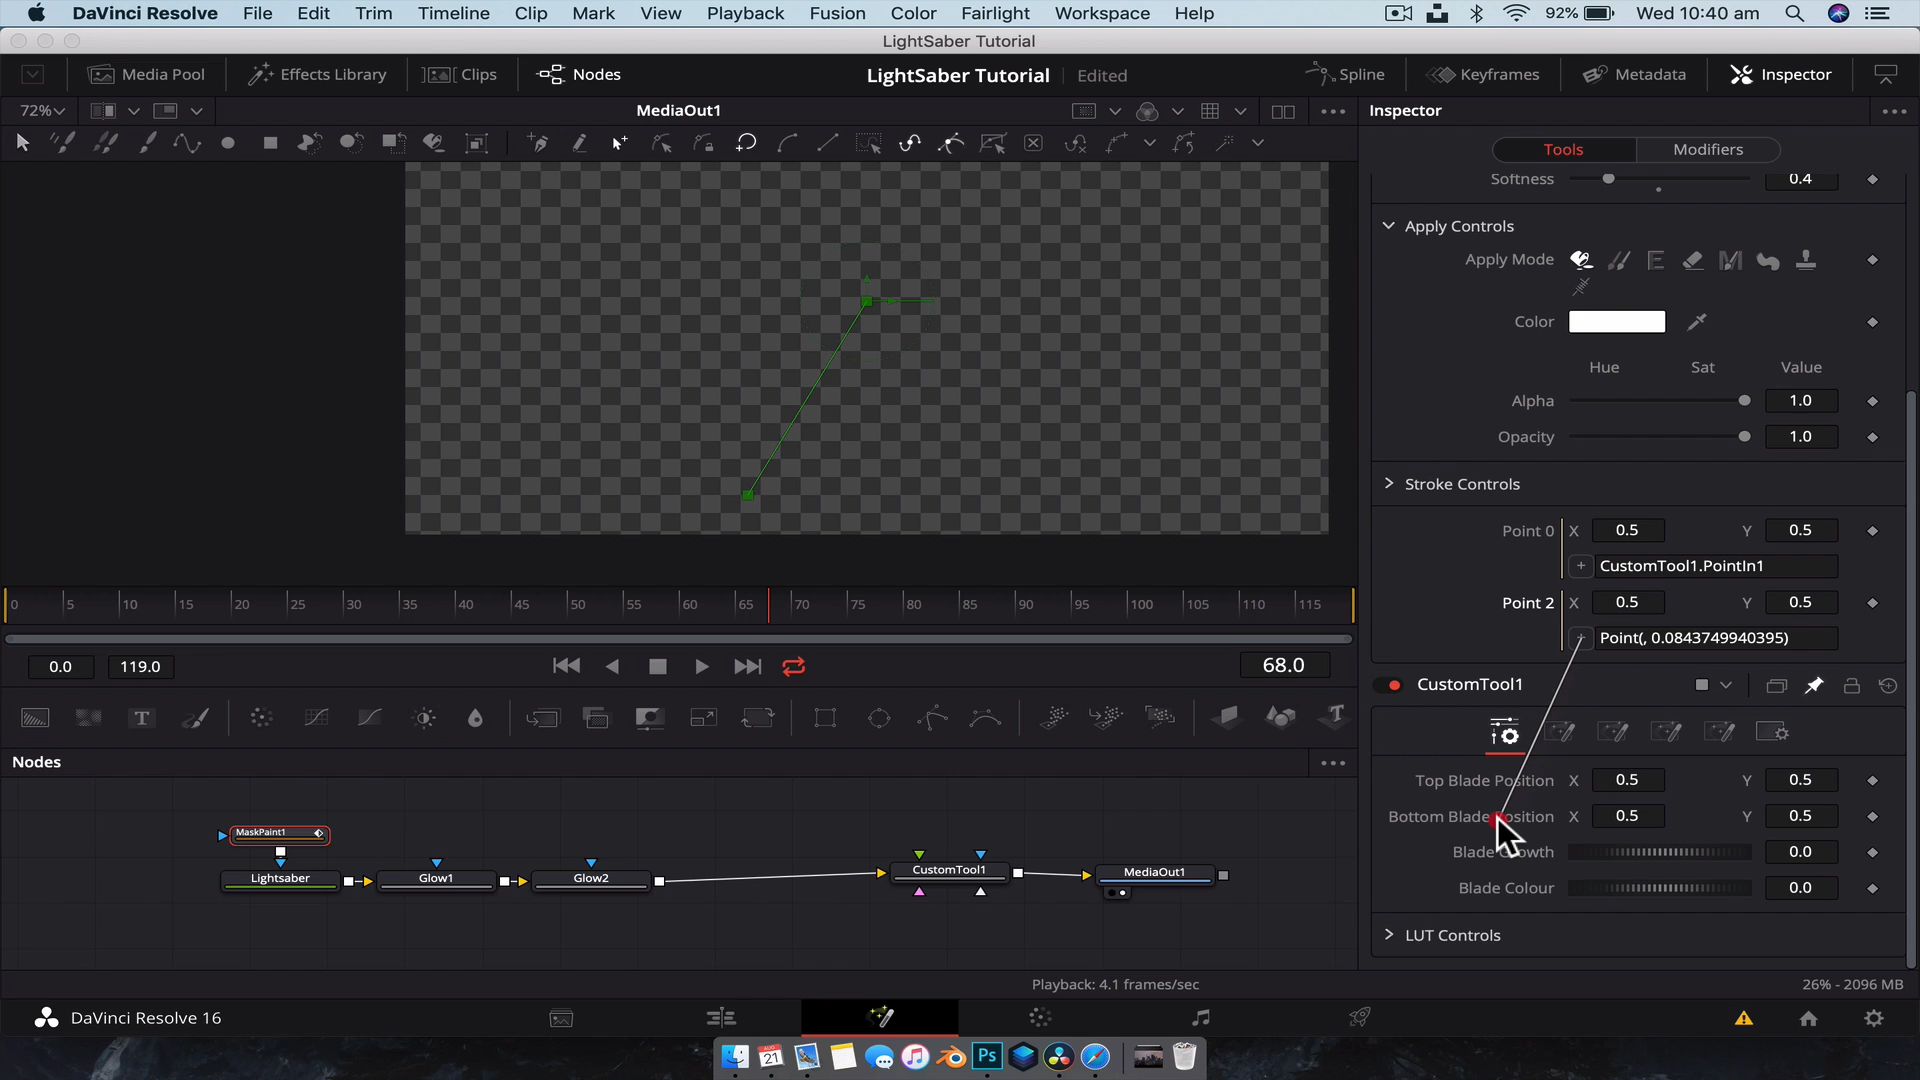 DaVinci Resolve File Edit Trim Timeline Clip Mark View Playback Fusion Color Fairlight Workspace Help 92% Wed 10:40 am
LightSaber Tutorial
Media Pool Effects Library Clips Nodes LightSaber Tutorial Edited Spline Keyframes Metadata Inspector
72% MediaOut1 Inspector
Tools Modifiers
Softness 0.4
Apply Controls
Apply Mode
Color
Hue Sat Value
Alpha 1.0
Opacity 1.0
Stroke Controls
Point 0 X 0.5 Y 0.5
CustomTool1.PointIn1
0 5 10 15 20 25 30 35 40 45 50 55 60 65 70 75 80 85 90 95 100 105 110 115
Point 2 X 0.5 Y 0.5
Point(, 0.0843749940395)
0.0 119.0 68.0
CustomTool1
T T
Nodes
Top Blade Position X 0.5 Y 0.5
Bottom Blade Position X 0.5 Y 0.5
MaskPaint1
Blade Growth 0.0
Lightsaber Glow1 Glow2 CustomTool1 MediaOut1
Blade Colour 0.0
LUT Controls
Playback: 4.1 frames/sec 26% - 2096 MB
DaVinci Resolve 16
AUG
21
Ps